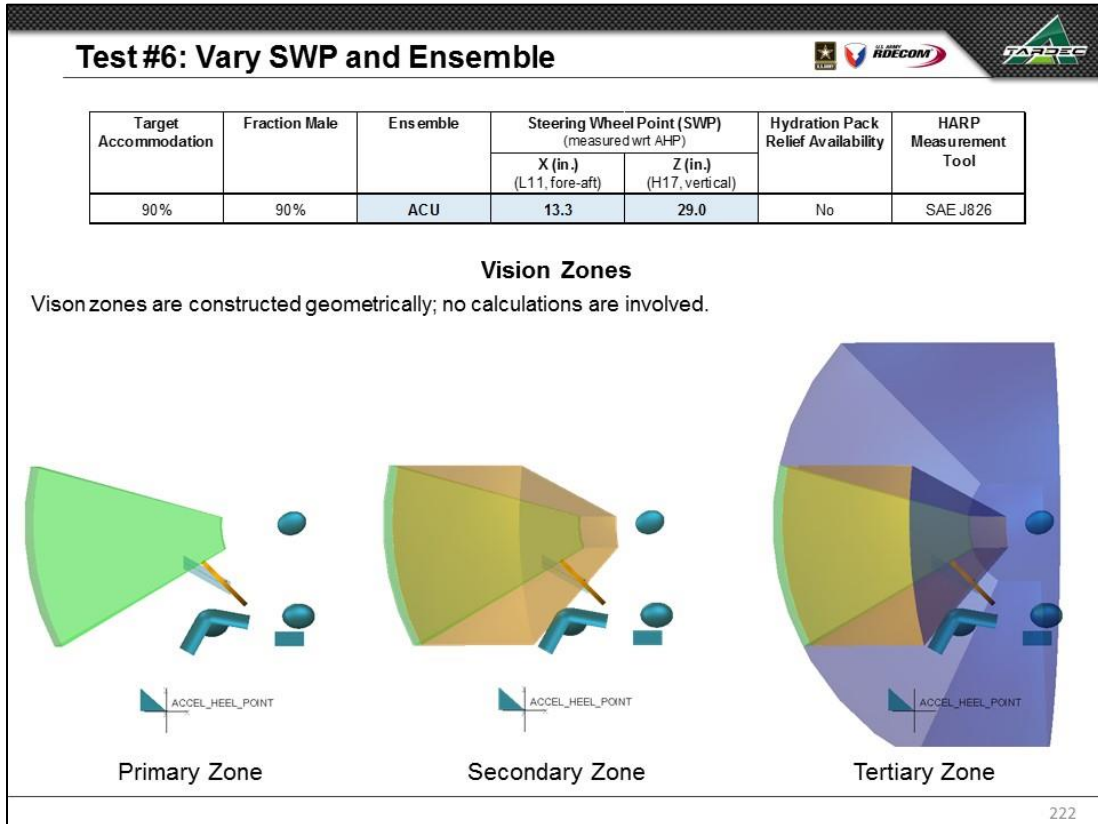 Test #6: Vary SWP and Ensemble
U.S. ARMY
U.S. ARMY
RDECOM
TARDEC
Target Accommodation
Fraction Male
Ensemble
Steering Wheel Point (SWP)
(measured wrt AHP)
X (in.)
(L11, fore-aft)
Z (in.)
(H17, vertical)
Hydration Pack
Relief Availability
HARP
Measurement
Tool
90%
90%
ACU
13.3
29.0
No
SAE J826
Vision Zones
Vison zones are constructed geometrically; no calculations are involved.
ACCEL_HEEL_POINT
ACCEL_HEEL_POINT
ACCEL_HEEL_POINT
Primary Zone
Secondary Zone
Tertiary Zone
222